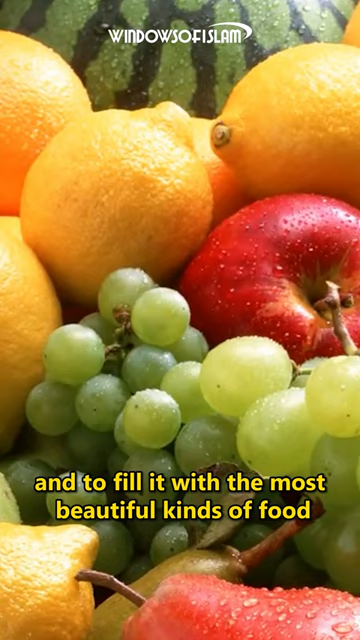 WINDOWSOFISLAM
and to fill it with the most
beautiful kinds of food